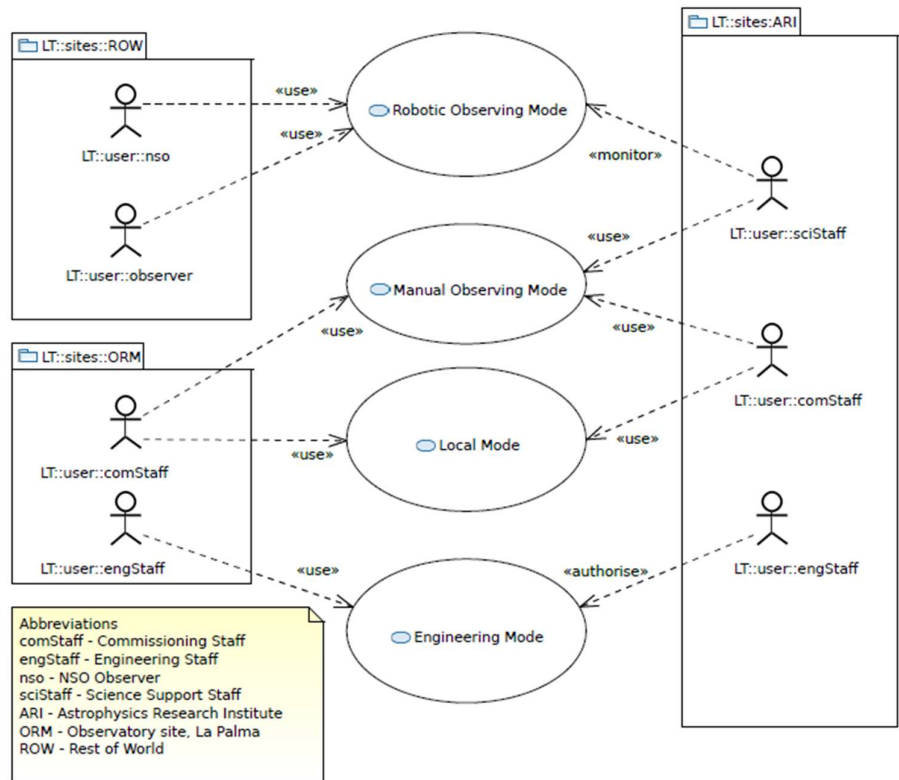 LT::sites::ROW
LT::user::nso
LT::user::observer
LT::sites::ORM
LT::user::comStaff
LT::user::engStaff
«use»
«use»
Robotic Observing Mode
«monitor»
«use»
Manual Observing Mode
«use»
«use»
Local Mode
«use»
«use»
«use»
«authorise»
Engineering Mode
LT::sites:ARI
LT::user::sciStaff
LT::user::comStaff
LT::user::engStaff
Abbreviations
comStaff - Commissioning Staff
engStaff - Engineering Staff
nso - NSO Observer
sciStaff - Science Support Staff
ARI - Astrophysics Research Institute
ORM - Observatory site, La Palma
ROW - Rest of World